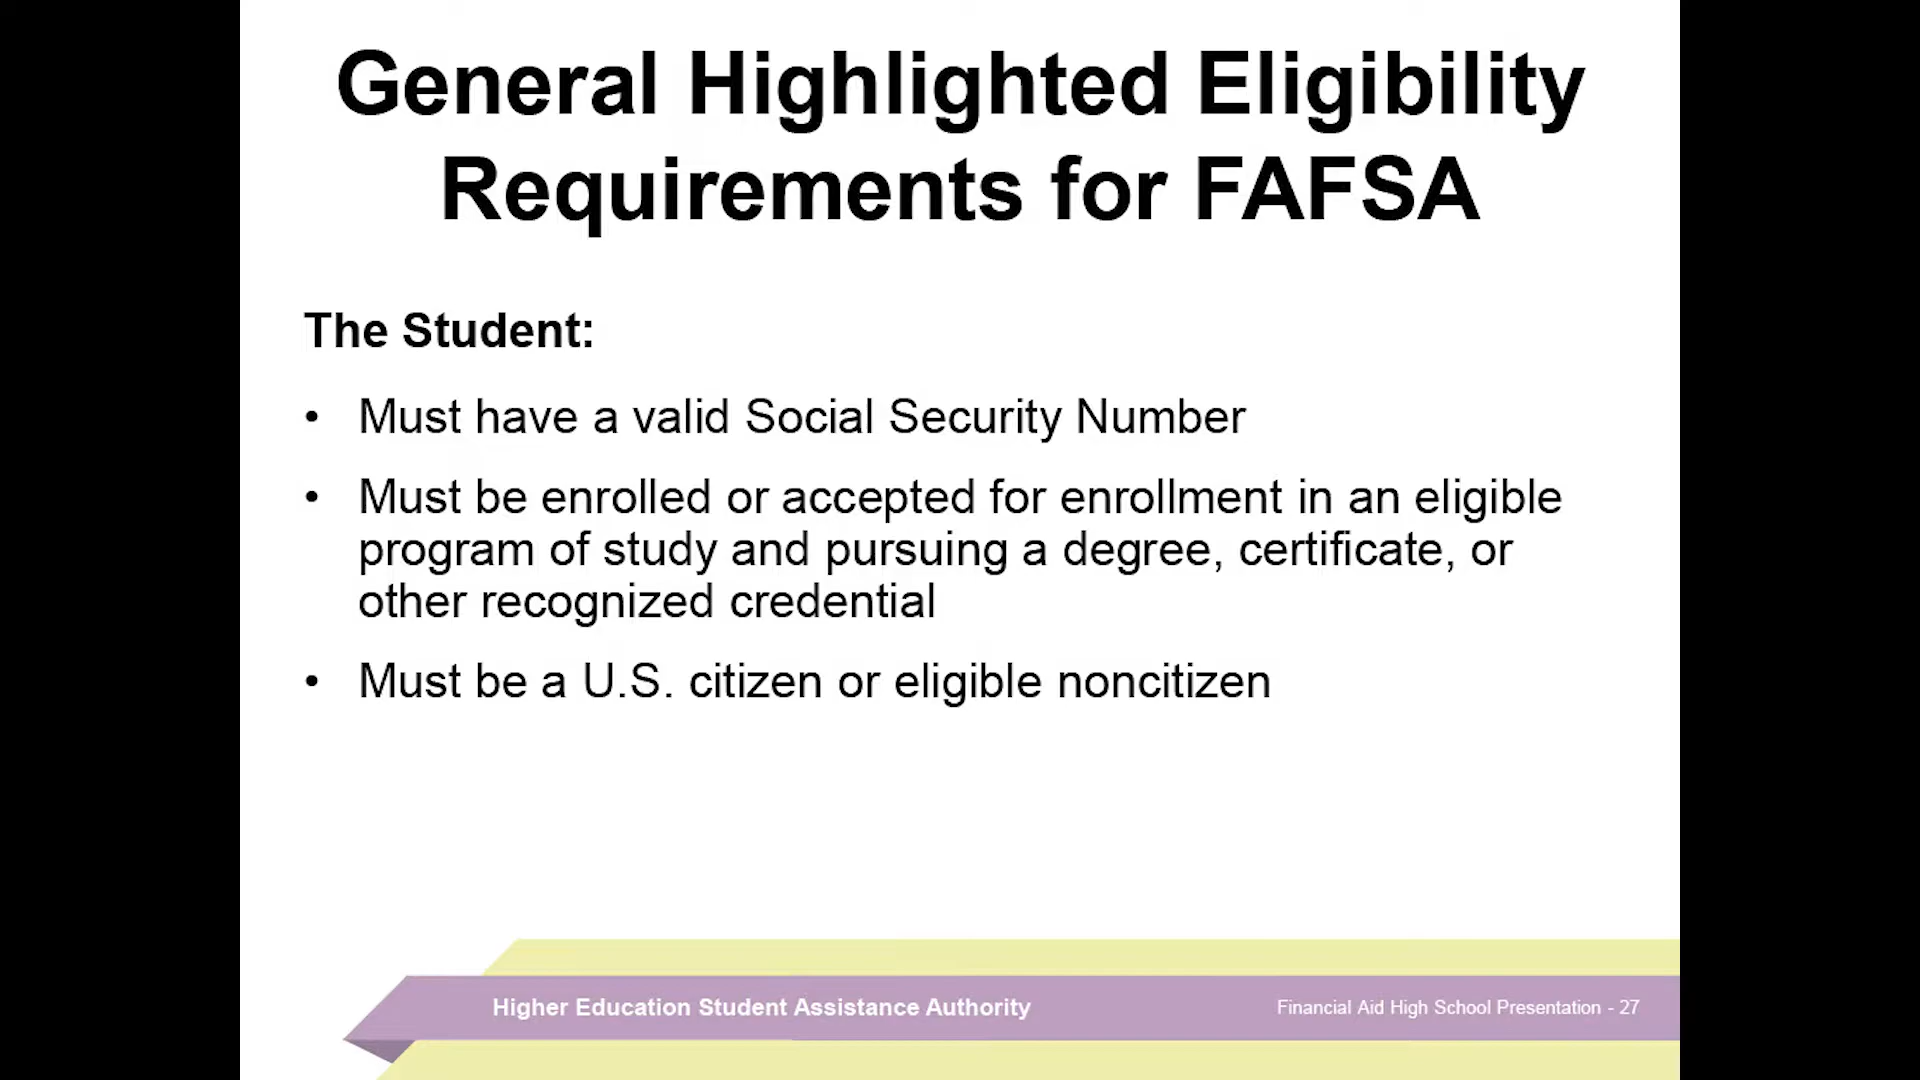 General Highlighted Eligibility
Requirements for FAFSA
The Student:
• Must have a valid Social Security Number
• Must be enrolled or accepted for enrollment in an eligible
program of study and pursuing a degree, certificate, or
other recognized credential
• Must be a U.S. citizen or eligible noncitizen
Higher Education Student Assistance Authority
Financial Aid High School Presentation - 27